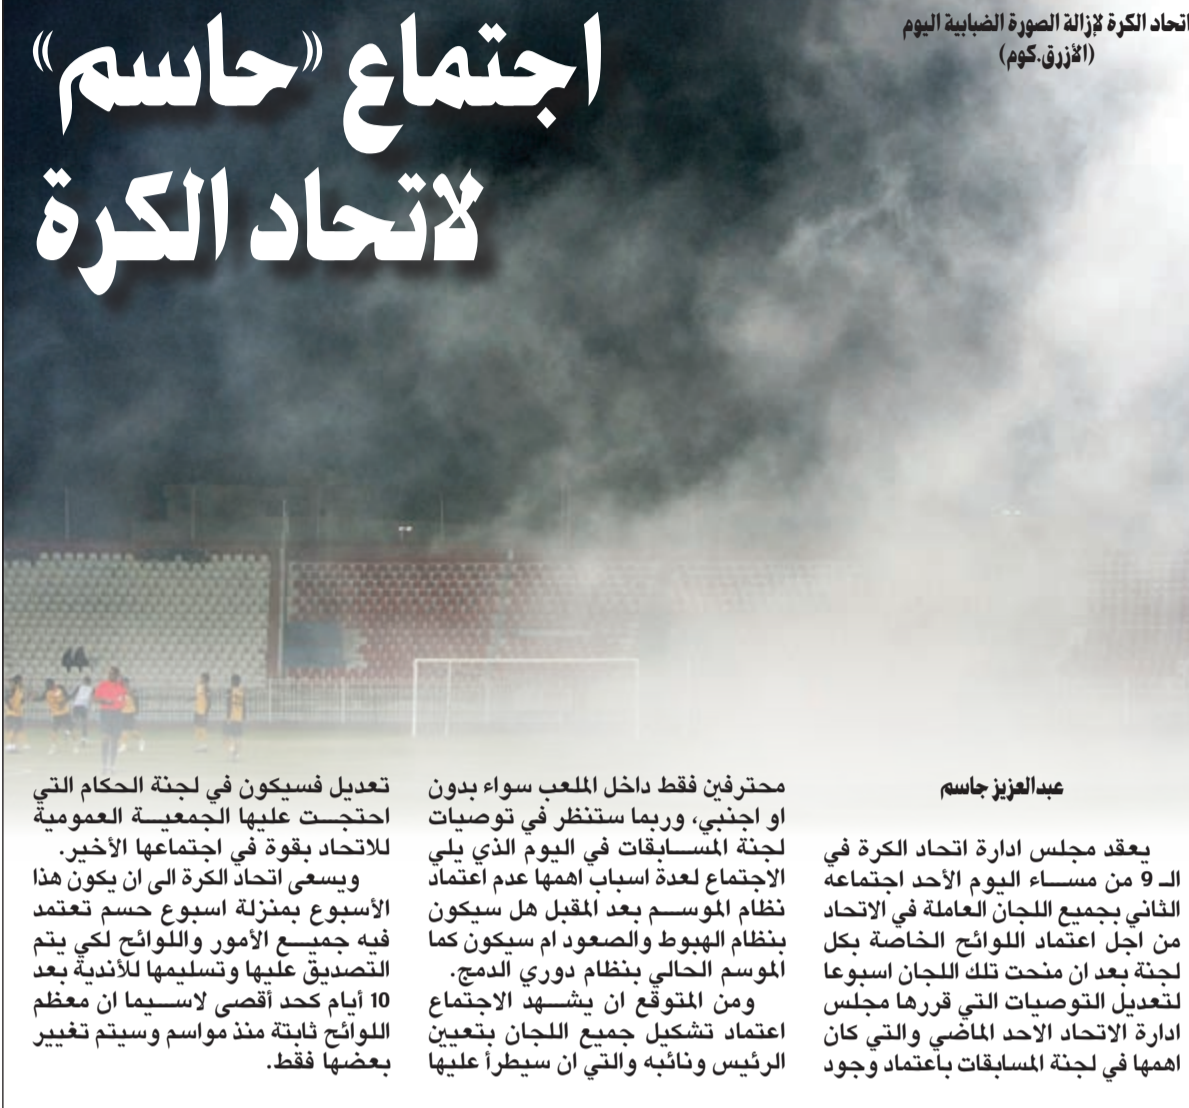 اتحاد الكرة لإزالة الصورة الضبابية اليوم
(الأزرق.كوم)
اجتماع «حاسم»
لاتحاد الكرة
عبدالعزيز جاسم
يعقد مجلس ادارة اتحاد الكرة في
الـ 9 من مساء اليوم الأحد اجتماعه
الثاني بجميع اللجان العاملة في الاتحاد
من اجل اعتماد اللوائح الخاصة بكل
لجنة بعد ان منحت تلك اللجان اسبوعا
لتعديل التوصيات التي قررها مجلس
ادارة الاتحاد الاحد الماضي والتي كان
اهمها في لجنة المسابقات باعتماد وجود
محترفين فقط داخل الملعب سواء بدون
او اجنبي، وربما ستنظر في توصيات
لجنة المسابقات في اليوم الذي يلي
الاجتماع لعدة اسباب اهمها عدم اعتماد
نظام الموسم بعد المقبل هل سيكون
بنظام الهبوط والصعود ام سيكون كما
الموسم الحالي بنظام دوري الدمج.
ومن المتوقع ان يشهد الاجتماع
اعتماد تشكيل جميع اللجان بتعيين
الرئيس ونائبه والتي ان سيطرأ عليها
تعديل فسيكون في لجنة الحكام التي
احتجت عليها الجمعية العمومية
للاتحاد بقوة في اجتماعها الأخير.
ويسعى اتحاد الكرة الى ان يكون هذا
الأسبوع بمنزلة اسبوع حسم تعتمد
فيه جميع الأمور واللوائح لكي يتم
التصديق عليها وتسليمها للأندية بعد
10 أيام كحد أقصى لاسيما ان معظم
اللوائح ثابتة منذ مواسم وسيتم تغيير
بعضها فقط.